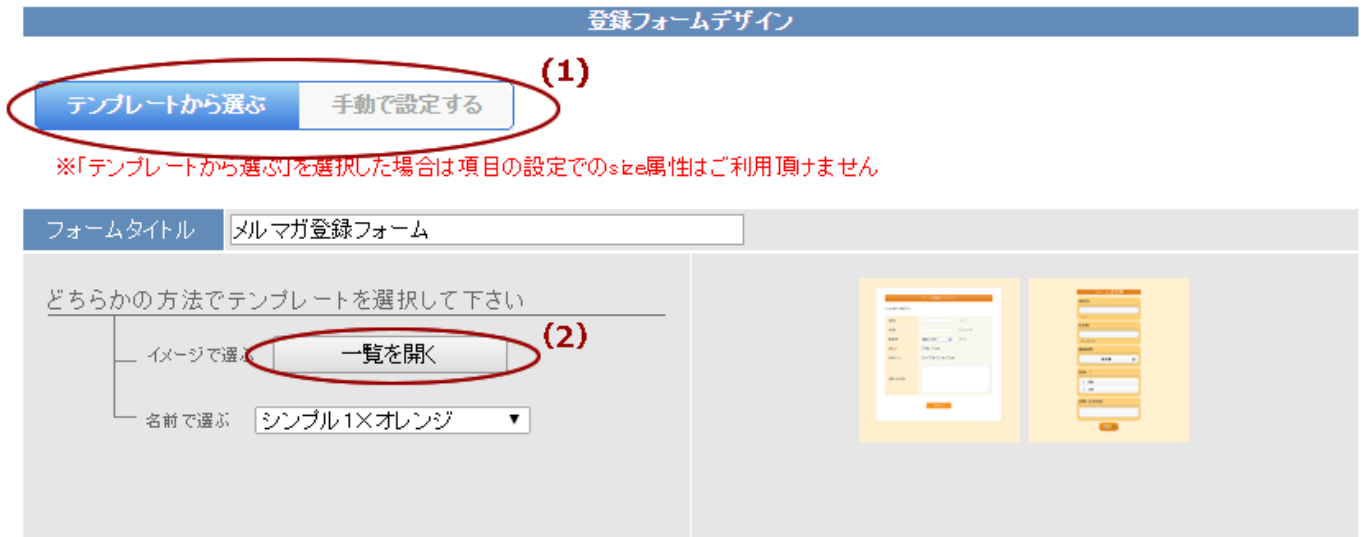 登録フォームデザイン
(1)
テンプレートから選ぶ 手動で設定する
※「テンプレートから選ぶ」を選択した場合は項目の設定でのsize属性はご利用頂けません
フォームタイトル メルマガ登録フォーム
どちらかの方法でテンプレートを選択して下さい
イメージで選ぶ 一覧を開く (2)
名前で選ぶ シンプル1×オレンジ ▼